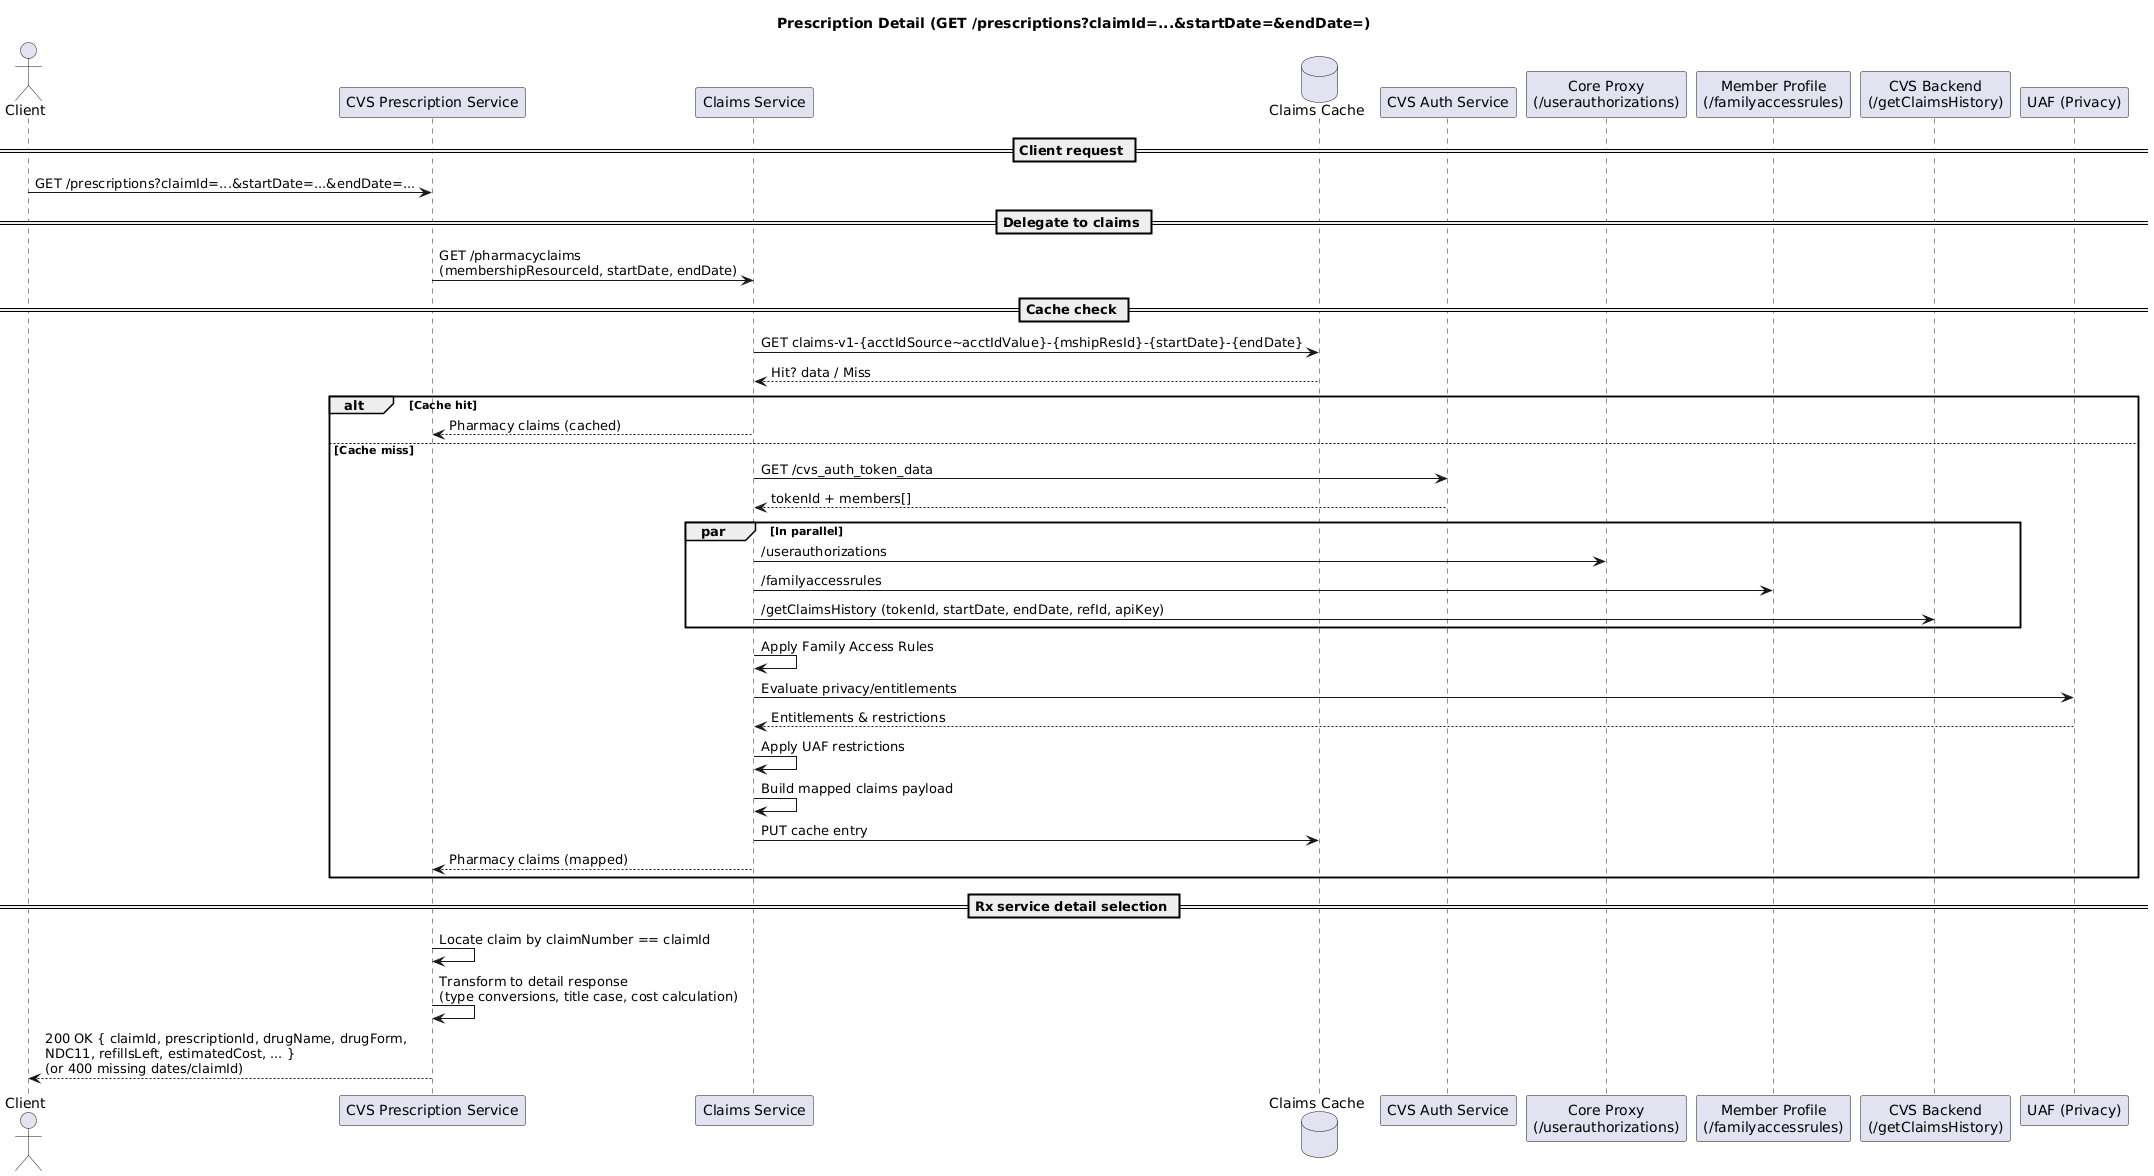 Prescription Detail (GET /prescriptions?claimId=...&startDate=&endDate=)
Client
CVS Prescription Service
Claims Service
Claims Cache
CVS Auth Service
Core Proxy
(/userauthorizations)
Member Profile
(/familyaccessrules)
CVS Backend
(/getClaimsHistory)
UAF (Privacy)
Client request
GET /prescriptions?claimId=...&startDate=...&endDate=...
Delegate to claims
GET /pharmacyclaims
(membershipResourceId, startDate, endDate)
Cache check
GET claims-v1-{acctIdSource~acctIdValue}-{mshipResId}-{startDate}-{endDate}
Hit? data / Miss
alt [Cache hit]
Pharmacy claims (cached)
[Cache miss]
GET /cvs_auth_token_data
tokenId + members[]
par [In parallel]
/userauthorizations
/familyaccessrules
/getClaimsHistory (tokenId, startDate, endDate, refId, apiKey)
Apply Family Access Rules
Evaluate privacy/entitlements
Entitlements & restrictions
Apply UAF restrictions
Build mapped claims payload
PUT cache entry
Pharmacy claims (mapped)
Rx service detail selection
Locate claim by claimNumber == claimId
Transform to detail response
(type conversions, title case, cost calculation)
200 OK { claimId, prescriptionId, drugName, drugForm,
NDC11, refillsLeft, estimatedCost, ... }
(or 400 missing dates/claimId)
Client
CVS Prescription Service
Claims Service
Claims Cache
CVS Auth Service
Core Proxy
(/userauthorizations)
Member Profile
(/familyaccessrules)
CVS Backend
(/getClaimsHistory)
UAF (Privacy)